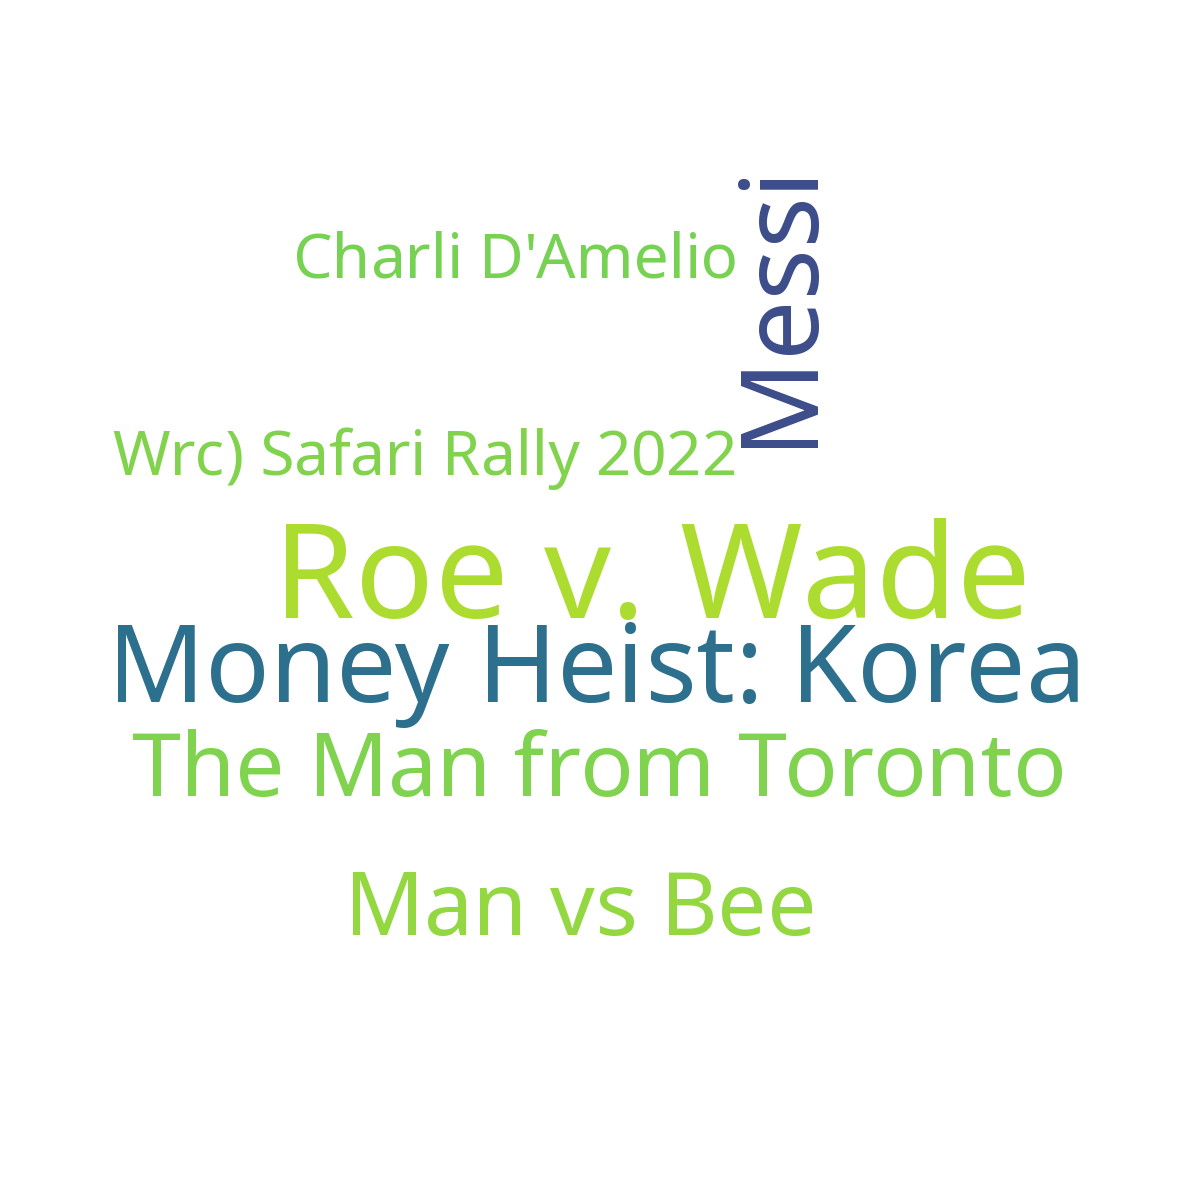 Messi
Charli D'Amelio
Wrc) Safari Rally 2022
Roe v. Wade
Money Heist: Korea
The Man from Toronto
Man vs Bee